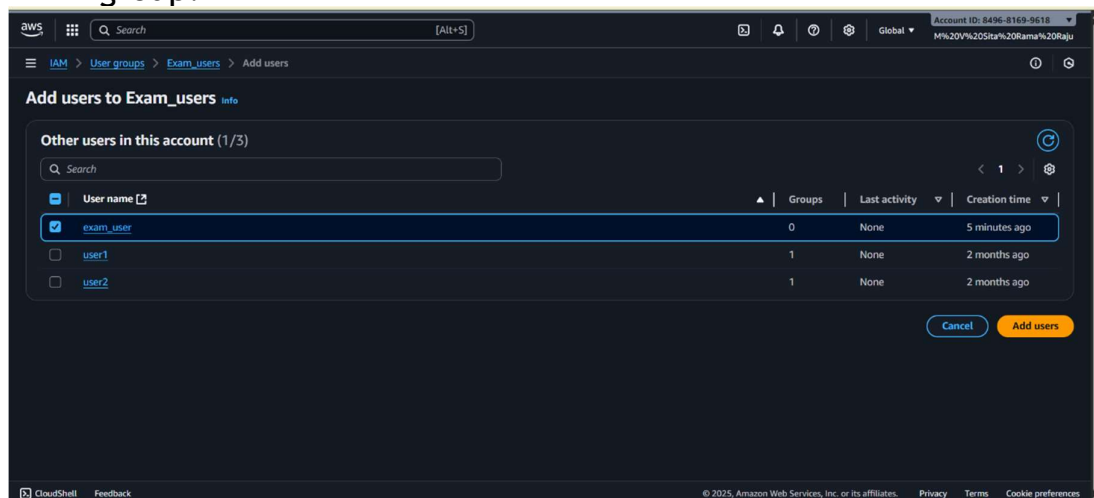 group.
aws
Search [Alt+S] Global Account ID: 8496-8169-9618
M%20V%20Sita%20Rama%20Raju
IAM > User groups > Exam_users > Add users
Add users to Exam_users Info
Other users in this account (1/3)
Search
< 1 >
User name Groups Last activity Creation time
exam_user 0 None 5 minutes ago
user1 1 None 2 months ago
user2 1 None 2 months ago
Cancel Add users
CloudShell Feedback © 2025, Amazon Web Services, Inc. or its affiliates. Privacy Terms Cookie preferences